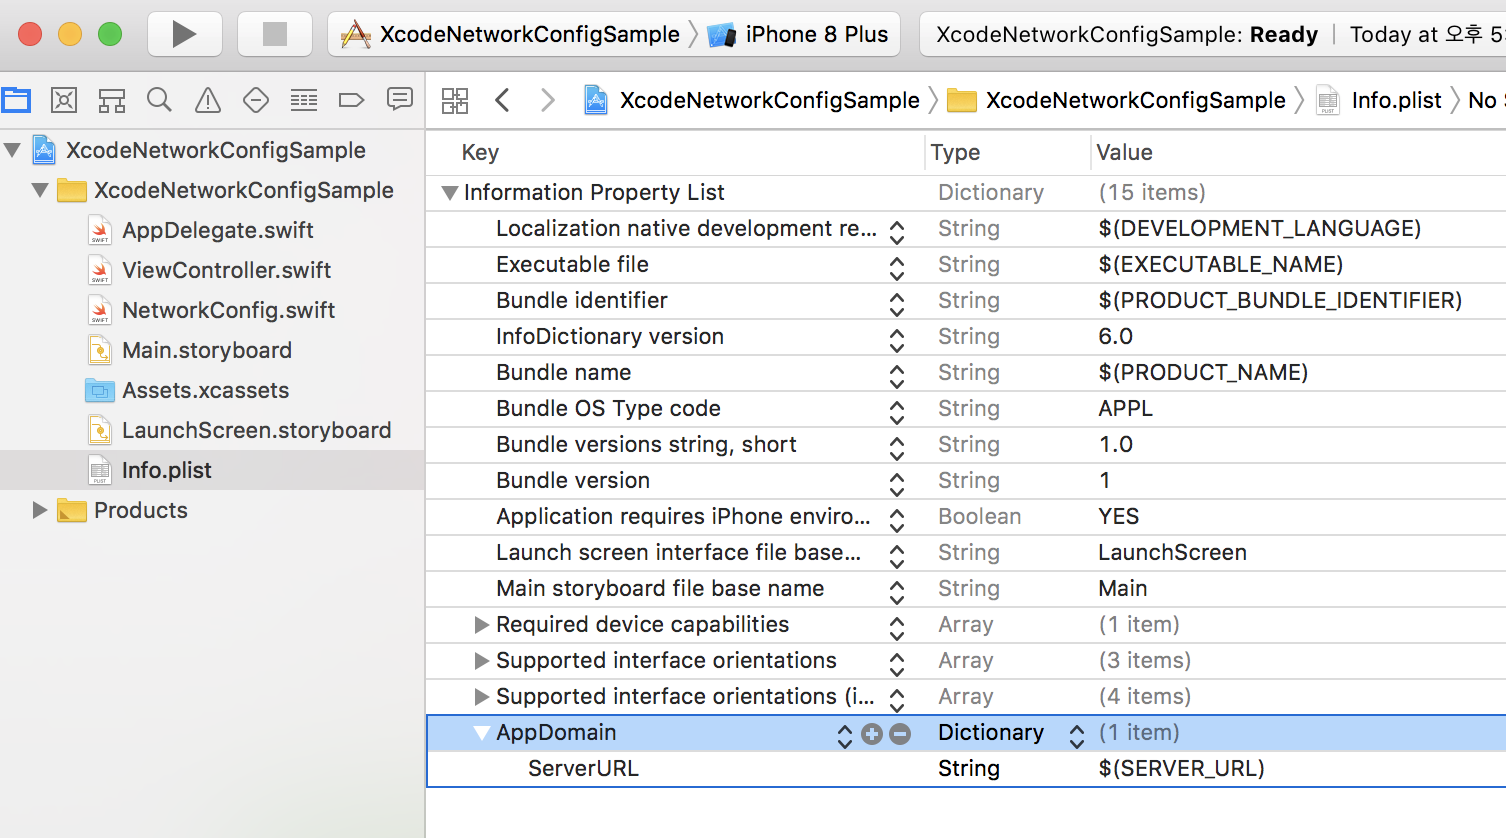 XcodeNetworkConfigSample iPhone 8 Plus XcodeNetworkConfigSample: Ready Today at 오후 5:
XcodeNetworkConfigSample XcodeNetworkConfigSample Info.plist No
XcodeNetworkConfigSample
XcodeNetworkConfigSample
AppDelegate.swift
ViewController.swift
NetworkConfig.swift
Main.storyboard
Assets.xcassets
LaunchScreen.storyboard
Info.plist
Products
Key Type Value
Information Property List Dictionary (15 items)
Localization native development re... String $(DEVELOPMENT_LANGUAGE)
Executable file String $(EXECUTABLE_NAME)
Bundle identifier String $(PRODUCT_BUNDLE_IDENTIFIER)
InfoDictionary version String 6.0
Bundle name String $(PRODUCT_NAME)
Bundle OS Type code String APPL
Bundle versions string, short String 1.0
Bundle version String 1
Application requires iPhone enviro... Boolean YES
Launch screen interface file base... String LaunchScreen
Main storyboard file base name String Main
Required device capabilities Array (1 item)
Supported interface orientations Array (3 items)
Supported interface orientations (i... Array (4 items)
AppDomain Dictionary (1 item)
ServerURL String $(SERVER_URL)